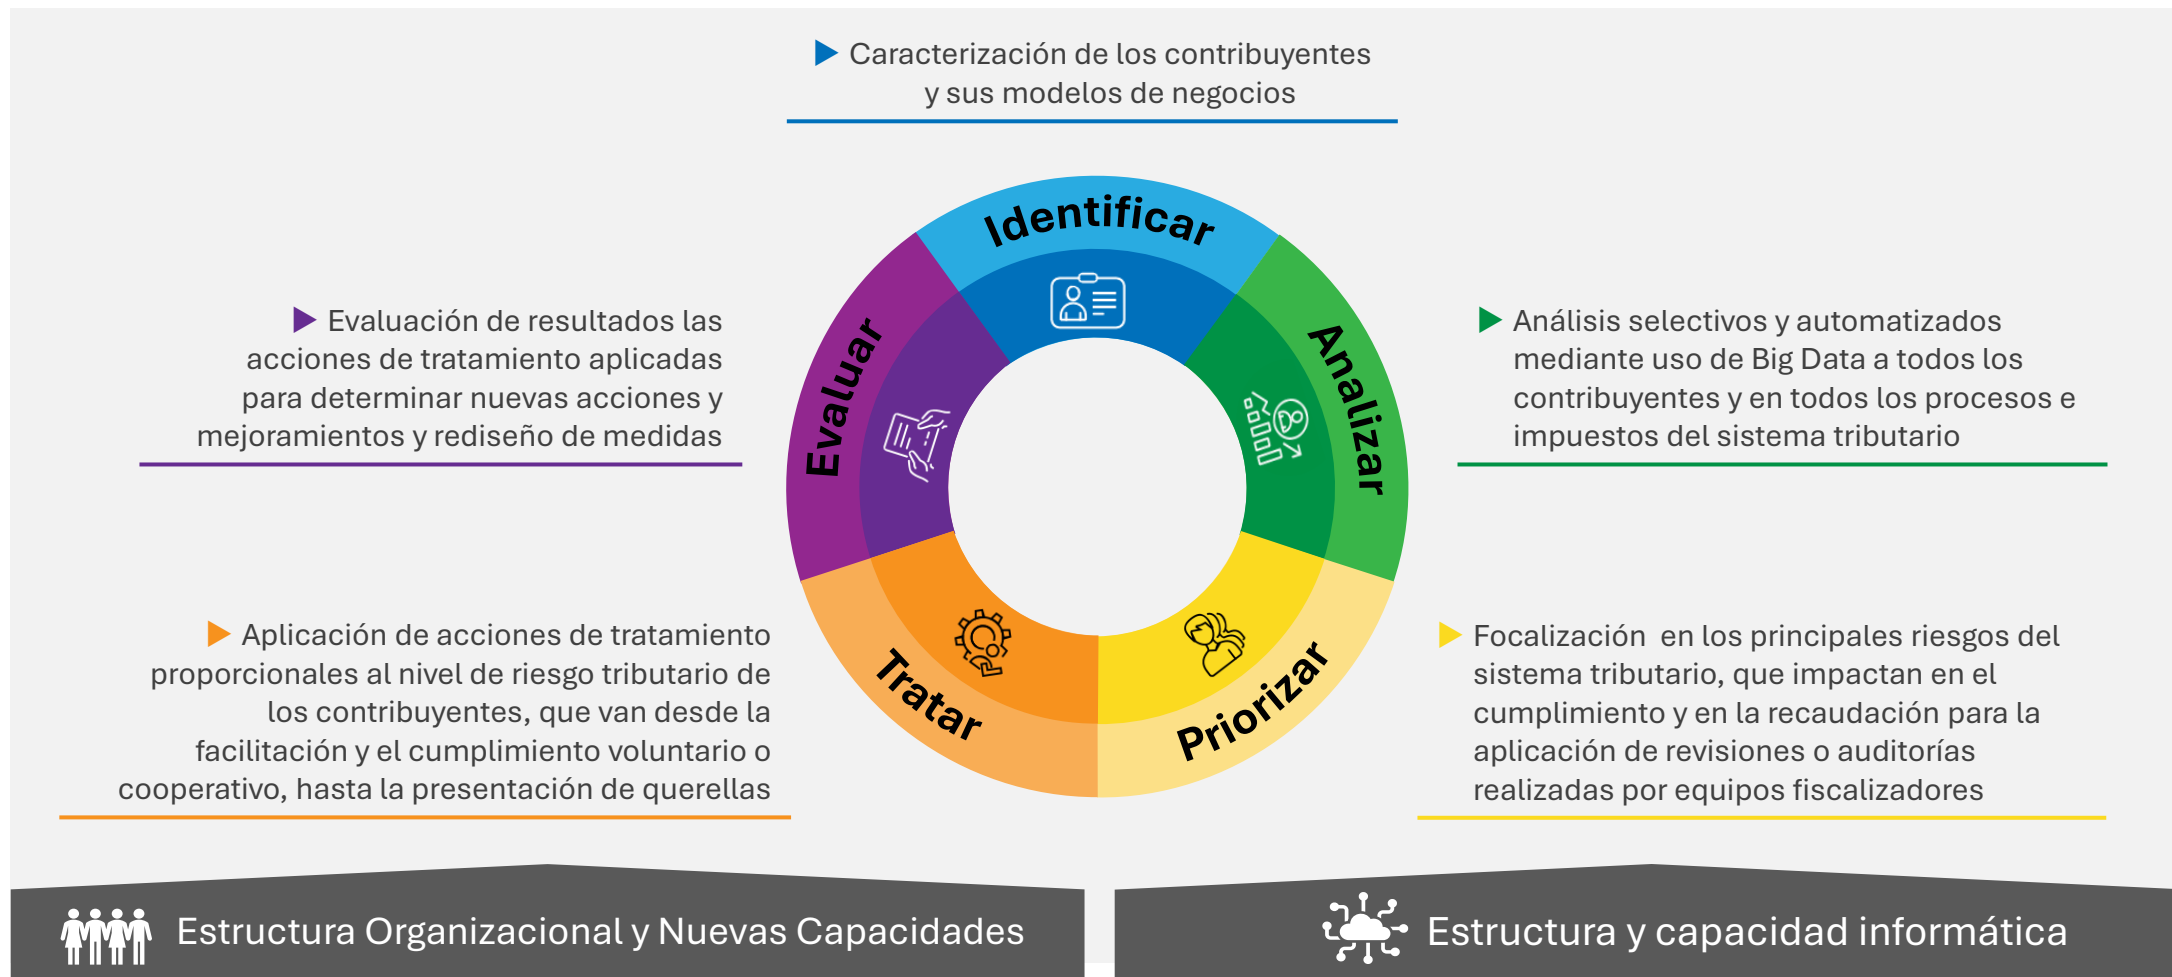 Caracterización de los contribuyentes
y sus modelos de negocios
Identificar
Analizar
Priorizar
Tratar
Evaluar
Análisis selectivos y automatizados
mediante uso de Big Data a todos los
contribuyentes y en todos los procesos e
impuestos del sistema tributario
Focalización en los principales riesgos del
sistema tributario, que impactan en el
cumplimiento y en la recaudación para la
aplicación de revisiones o auditorías
realizadas por equipos fiscalizadores
Aplicación de acciones de tratamiento
proporcionales al nivel de riesgo tributario de
los contribuyentes, que van desde la
facilitación y el cumplimiento voluntario o
cooperativo, hasta la presentación de querellas
Evaluación de resultados las
acciones de tratamiento aplicadas
para determinar nuevas acciones y
mejoramientos y rediseño de medidas
Estructura Organizacional y Nuevas Capacidades
Estructura y capacidad informática